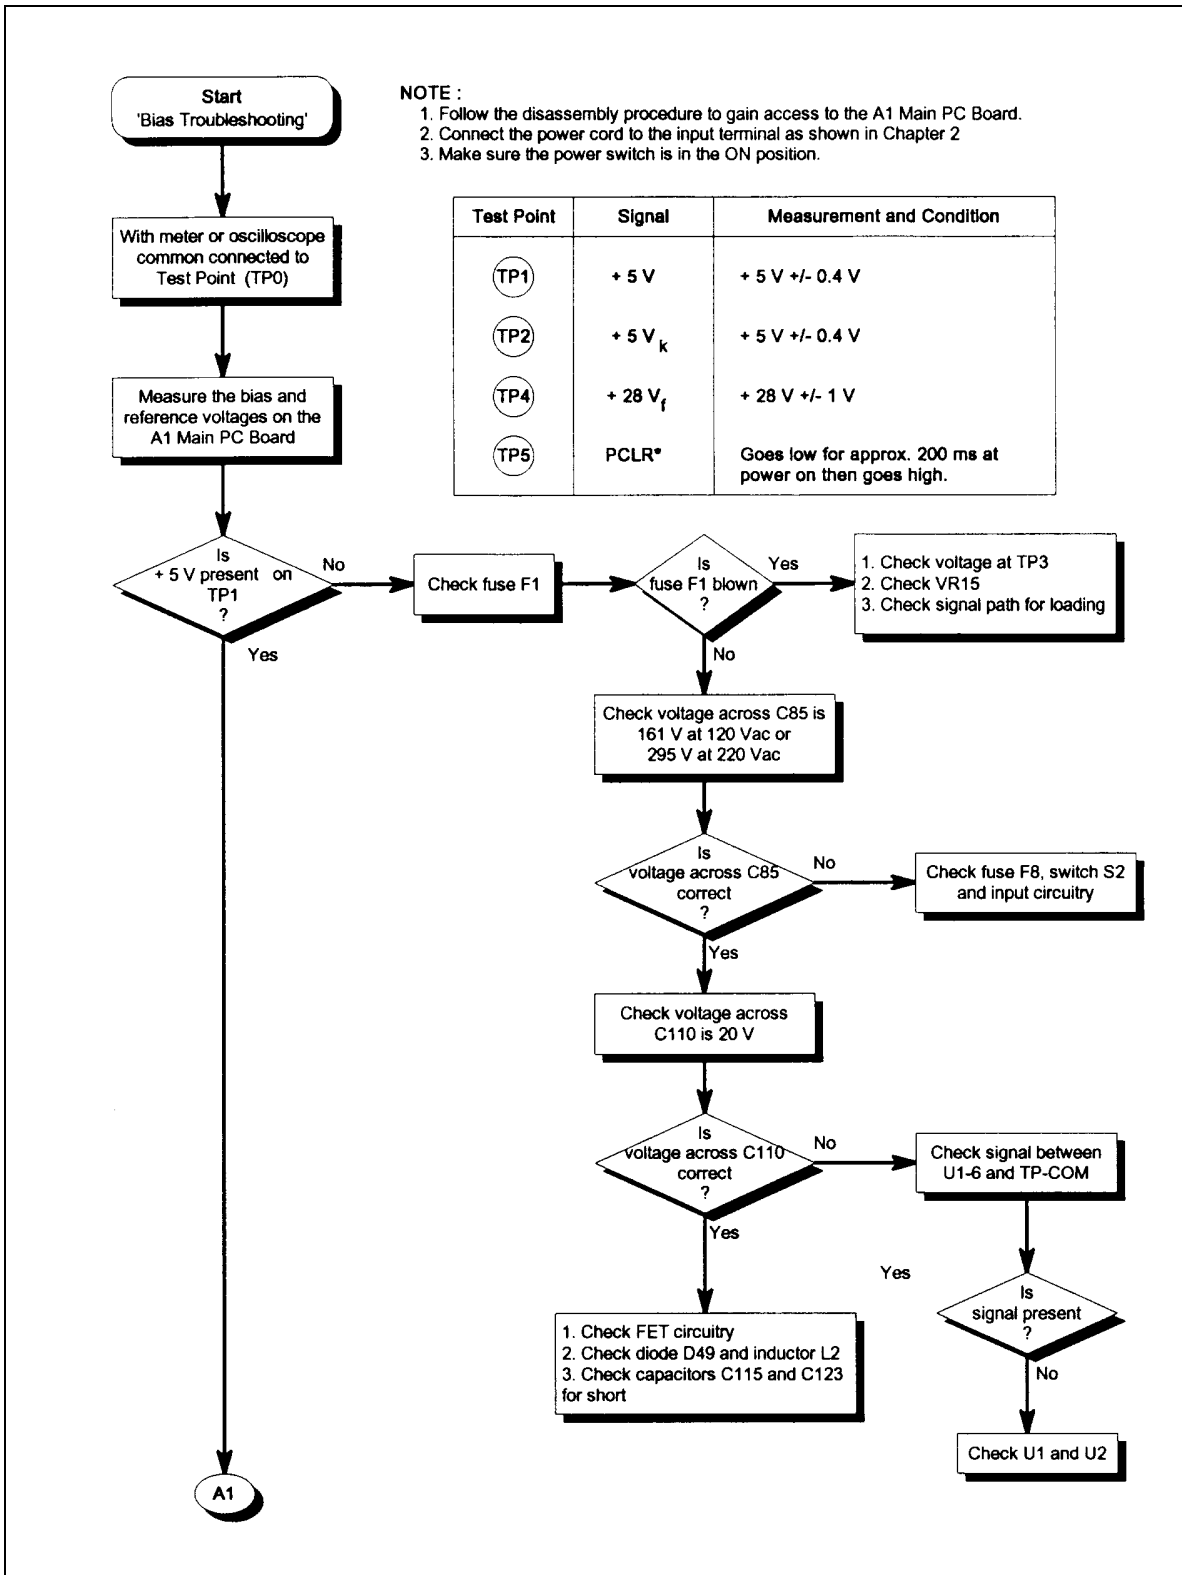 Start
'Bias Troubleshooting'
NOTE :
1. Follow the disassembly procedure to gain access to the A1 Main PC Board.
2. Connect the power cord to the input terminal as shown in Chapter 2
3. Make sure the power switch is in the ON position.
With meter or oscilloscope
common connected to
Test Point (TP0)
Measure the bias and
reference voltages on the
A1 Main PC Board
Test Point Signal Measurement and Condition
TP1 + 5 V + 5 V +/- 0.4 V
TP2 + 5 V k + 5 V +/- 0.4 V
TP4 + 28 V f + 28 V +/- 1 V
TP5 PCLR* Goes low for approx. 200 ms at
power on then goes high.
Is
+ 5 V present on
TP1
?
No
Yes
Check fuse F1
Is
fuse F1 blown
?
Yes
No
1. Check voltage at TP3
2. Check VR15
3. Check signal path for loading
Check voltage across C85 is
161 V at 120 Vac or
295 V at 220 Vac
Is
voltage across C85
correct
?
No
Yes
Check fuse F8, switch S2
and input circuitry
Check voltage across
C110 is 20 V
Is
voltage across C110
correct
?
No
Yes
Check signal between
U1-6 and TP-COM
Yes
Is
signal present
?
No
1. Check FET circuitry
2. Check diode D49 and inductor L2
3. Check capacitors C115 and C123
for short
Check U1 and U2
A1